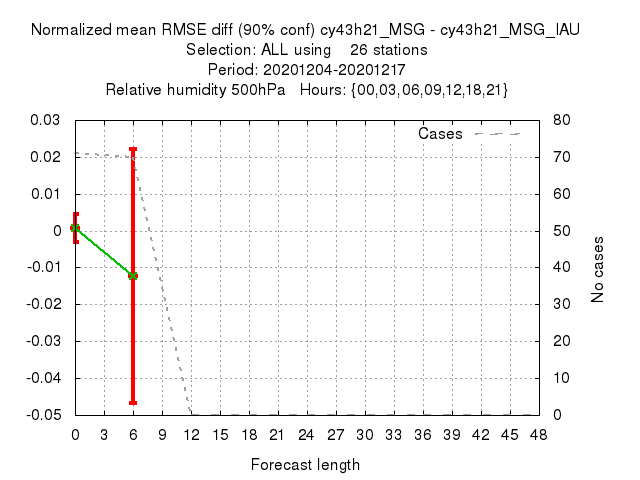 Normalized mean RMSE diff (90% conf) cy43h21_MSG - cy43h21_MSG_IAU
Selection: ALL using 26 stations
Period: 20201204-20201217
Relative humidity 500hPa Hours: {00,03,06,09,12,18,21}
0.03
0.02
0.01
0
-0.01
-0.02
-0.03
-0.04
-0.05
Cases
80
70
60
50
40
30
20
10
0
No cases
0 3 6 9 12 15 18 21 24 27 30 33 36 39 42 45 48
Forecast length